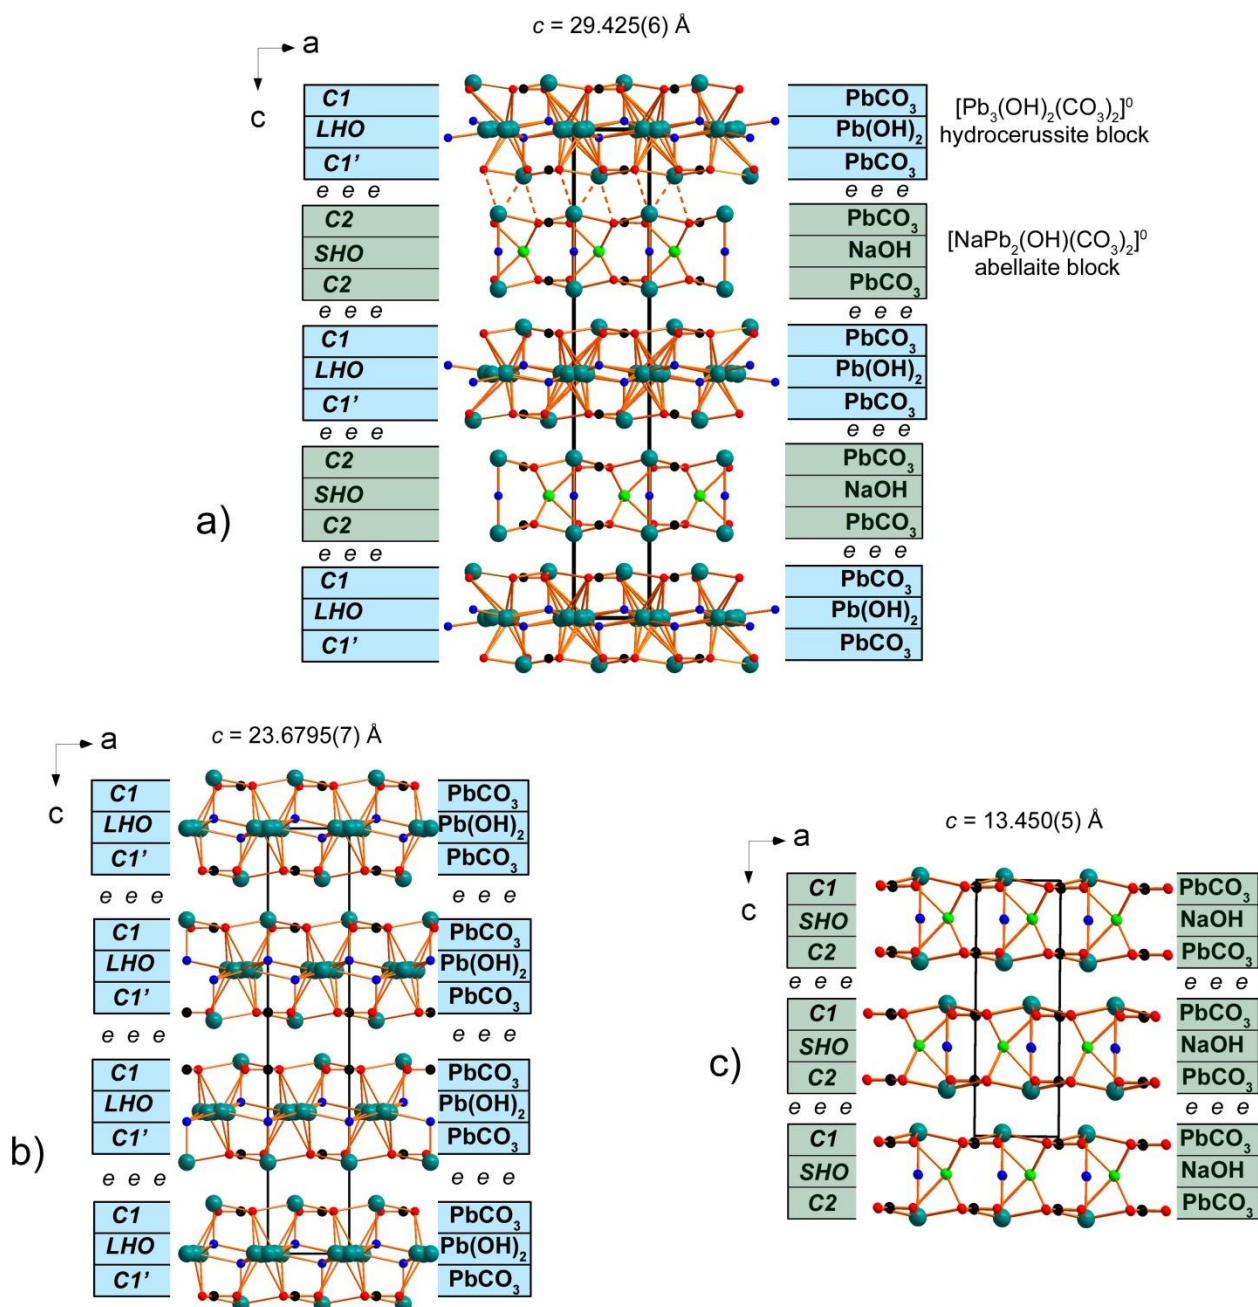 c = 29.425(6) Å
a
c
C1 PbCO₃ [Pb₃(OH)₂(CO₃)₂]⁰
LHO Pb(OH)₂ hydrocerussite block
C1’ PbCO₃
e e e e e e
C2 PbCO₃
SHO NaOH [NaPb₂(OH)(CO₃)₂]⁰
C2 PbCO₃ abellaite block
e e e e e e
C1 PbCO₃
LHO Pb(OH)₂
C1’ PbCO₃
e e e e e e
C2 PbCO₃
SHO NaOH
a) C2 PbCO₃
e e e e e e
C1 PbCO₃
LHO Pb(OH)₂
C1’ PbCO₃
c = 23.6795(7) Å
a
c
C1 PbCO₃
LHO Pb(OH)₂
C1’ PbCO₃
e e e e e e
C1 PbCO₃
LHO Pb(OH)₂
C1’ PbCO₃
e e e e e e
C1 PbCO₃
LHO Pb(OH)₂
b) C1’ PbCO₃
e e e e e e
C1 PbCO₃
LHO Pb(OH)₂
C1’ PbCO₃
c = 13.450(5) Å
a
c
C1 PbCO₃
SHO NaOH
C2 PbCO₃
e e e e e e
C1 PbCO₃
SHO NaOH
c) C2 PbCO₃
e e e e e e
C1 PbCO₃
SHO NaOH
C2 PbCO₃